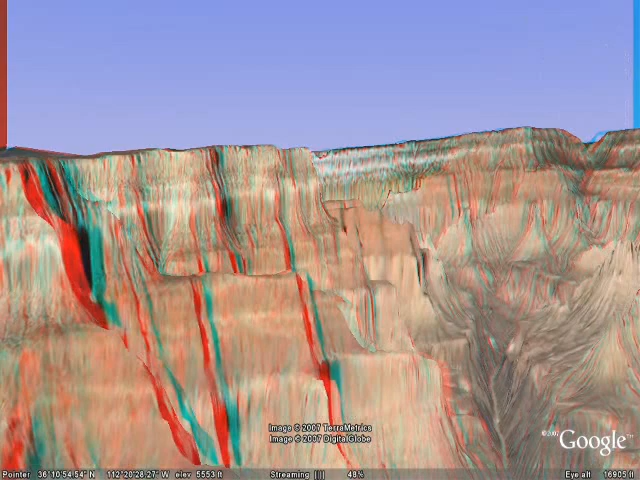 Image © 2007 TerraMetrics
Image © 2007 DigitalGlobe
©2007 Google™
Pointer 36°10'54.54" N 112°20'28.27" W elev 5553 ft Streaming ||| 48% Eye alt 16905 ft